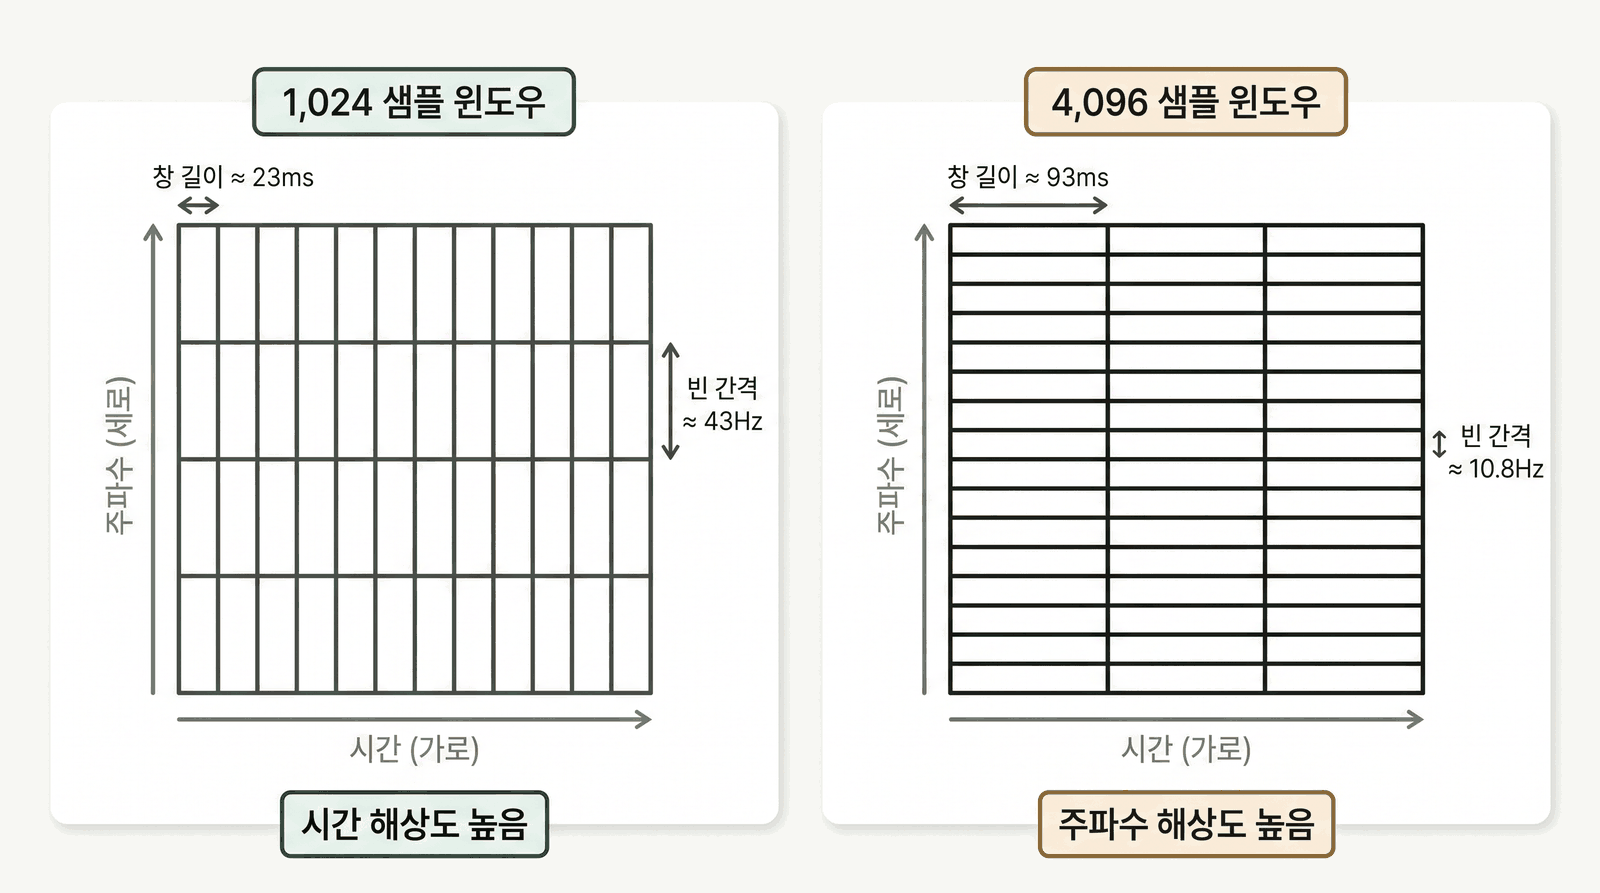 1,024 샘플 윈도우
창 길이 ≈ 23ms
주파수 (세로)
빈 간격
≈ 43Hz
시간 (가로)
시간 해상도 높음
4,096 샘플 윈도우
창 길이 ≈ 93ms
주파수 (세로)
빈 간격
≈ 10.8Hz
시간 (가로)
주파수 해상도 높음